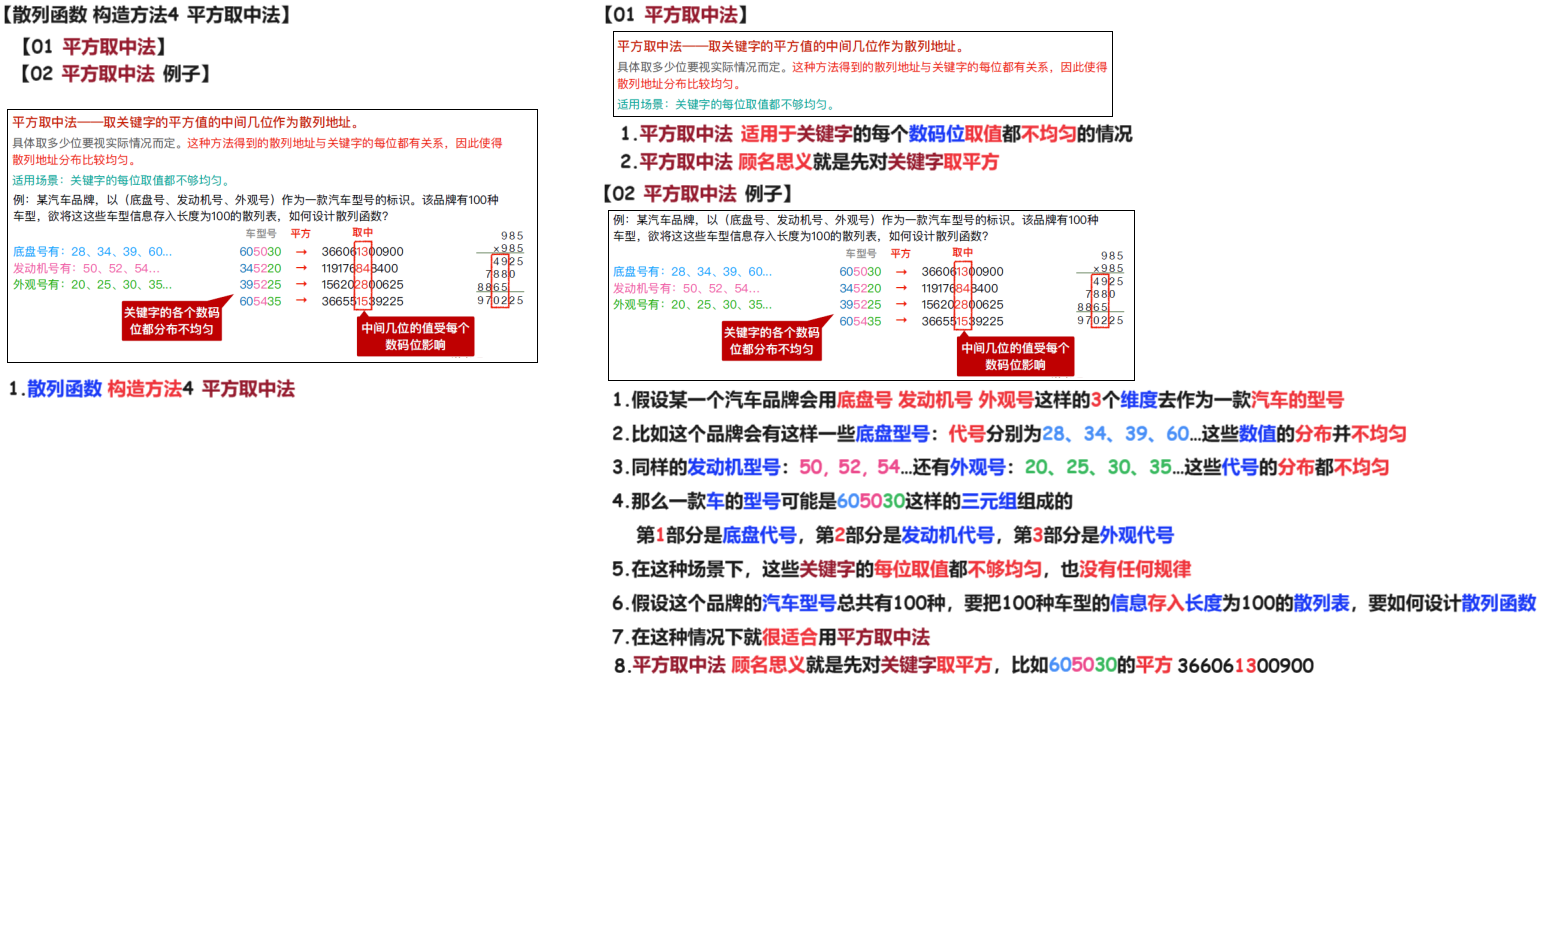 【散列函数 构造方法4 平方取中法】
【01 平方取中法】
【02 平方取中法 例子】
平方取中法——取关键字的平方值的中间几位作为散列地址。
具体取多少位要视实际情况而定。这种方法得到的散列地址与关键字的每位都有关系，因此使得
散列地址分布比较均匀。
适用场景：关键字的每位取值都不够均匀。
例：某汽车品牌，以（底盘号、发动机号、外观号）作为一款汽车型号的标识。该品牌有100种
车型，欲将这这些车型信息存入长度为100的散列表，如何设计散列函数?
车型号 平方 取中
底盘号有：28、34、39、60...
发动机号有：50、52、54...
外观号有：20、25、30、35...
605030 → 366061300900
345220 → 119176848400
395225 → 156202800625
605435 → 366551539225
985
×985
4925
7880
8865
970225
关键字的各个数码
位都分布不均匀
中间几位的值受每个
数码位影响
1.散列函数 构造方法4 平方取中法
【01 平方取中法】
平方取中法——取关键字的平方值的中间几位作为散列地址。
具体取多少位要视实际情况而定。这种方法得到的散列地址与关键字的每位都有关系，因此使得
散列地址分布比较均匀。
适用场景：关键字的每位取值都不够均匀。
1.平方取中法 适用于关键字的每个数码位取值都不均匀的情况
2.平方取中法 顾名思义就是先对关键字取平方
【02 平方取中法 例子】
例：某汽车品牌，以（底盘号、发动机号、外观号）作为一款汽车型号的标识。该品牌有100种
车型，欲将这这些车型信息存入长度为100的散列表，如何设计散列函数?
车型号 平方 取中
底盘号有：28、34、39、60...
发动机号有：50、52、54...
外观号有：20、25、30、35...
605030 → 366061300900
345220 → 119176848400
395225 → 156202800625
605435 → 366551539225
985
×985
4925
7880
8865
970225
关键字的各个数码
位都分布不均匀
中间几位的值受每个
数码位影响
1.假设某一个汽车品牌会用底盘号 发动机号 外观号这样的3个维度去作为一款汽车的型号
2.比如这个品牌会有这样一些底盘型号：代号分别为28、34、39、60...这些数值的分布并不均匀
3.同样的发动机型号：50, 52, 54...还有外观号：20、25、30、35...这些代号的分布都不均匀
4.那么一款车的型号可能是605030这样的三元组组成的
第1部分是底盘代号，第2部分是发动机代号，第3部分是外观代号
5.在这种场景下，这些关键字的每位取值都不够均匀，也没有任何规律
6.假设这个品牌的汽车型号总共有100种，要把100种车型的信息存入长度为100的散列表，要如何设计散列函数
7.在这种情况下就很适合用平方取中法
8.平方取中法 顾名思义就是先对关键字取平方，比如605030的平方 366061300900